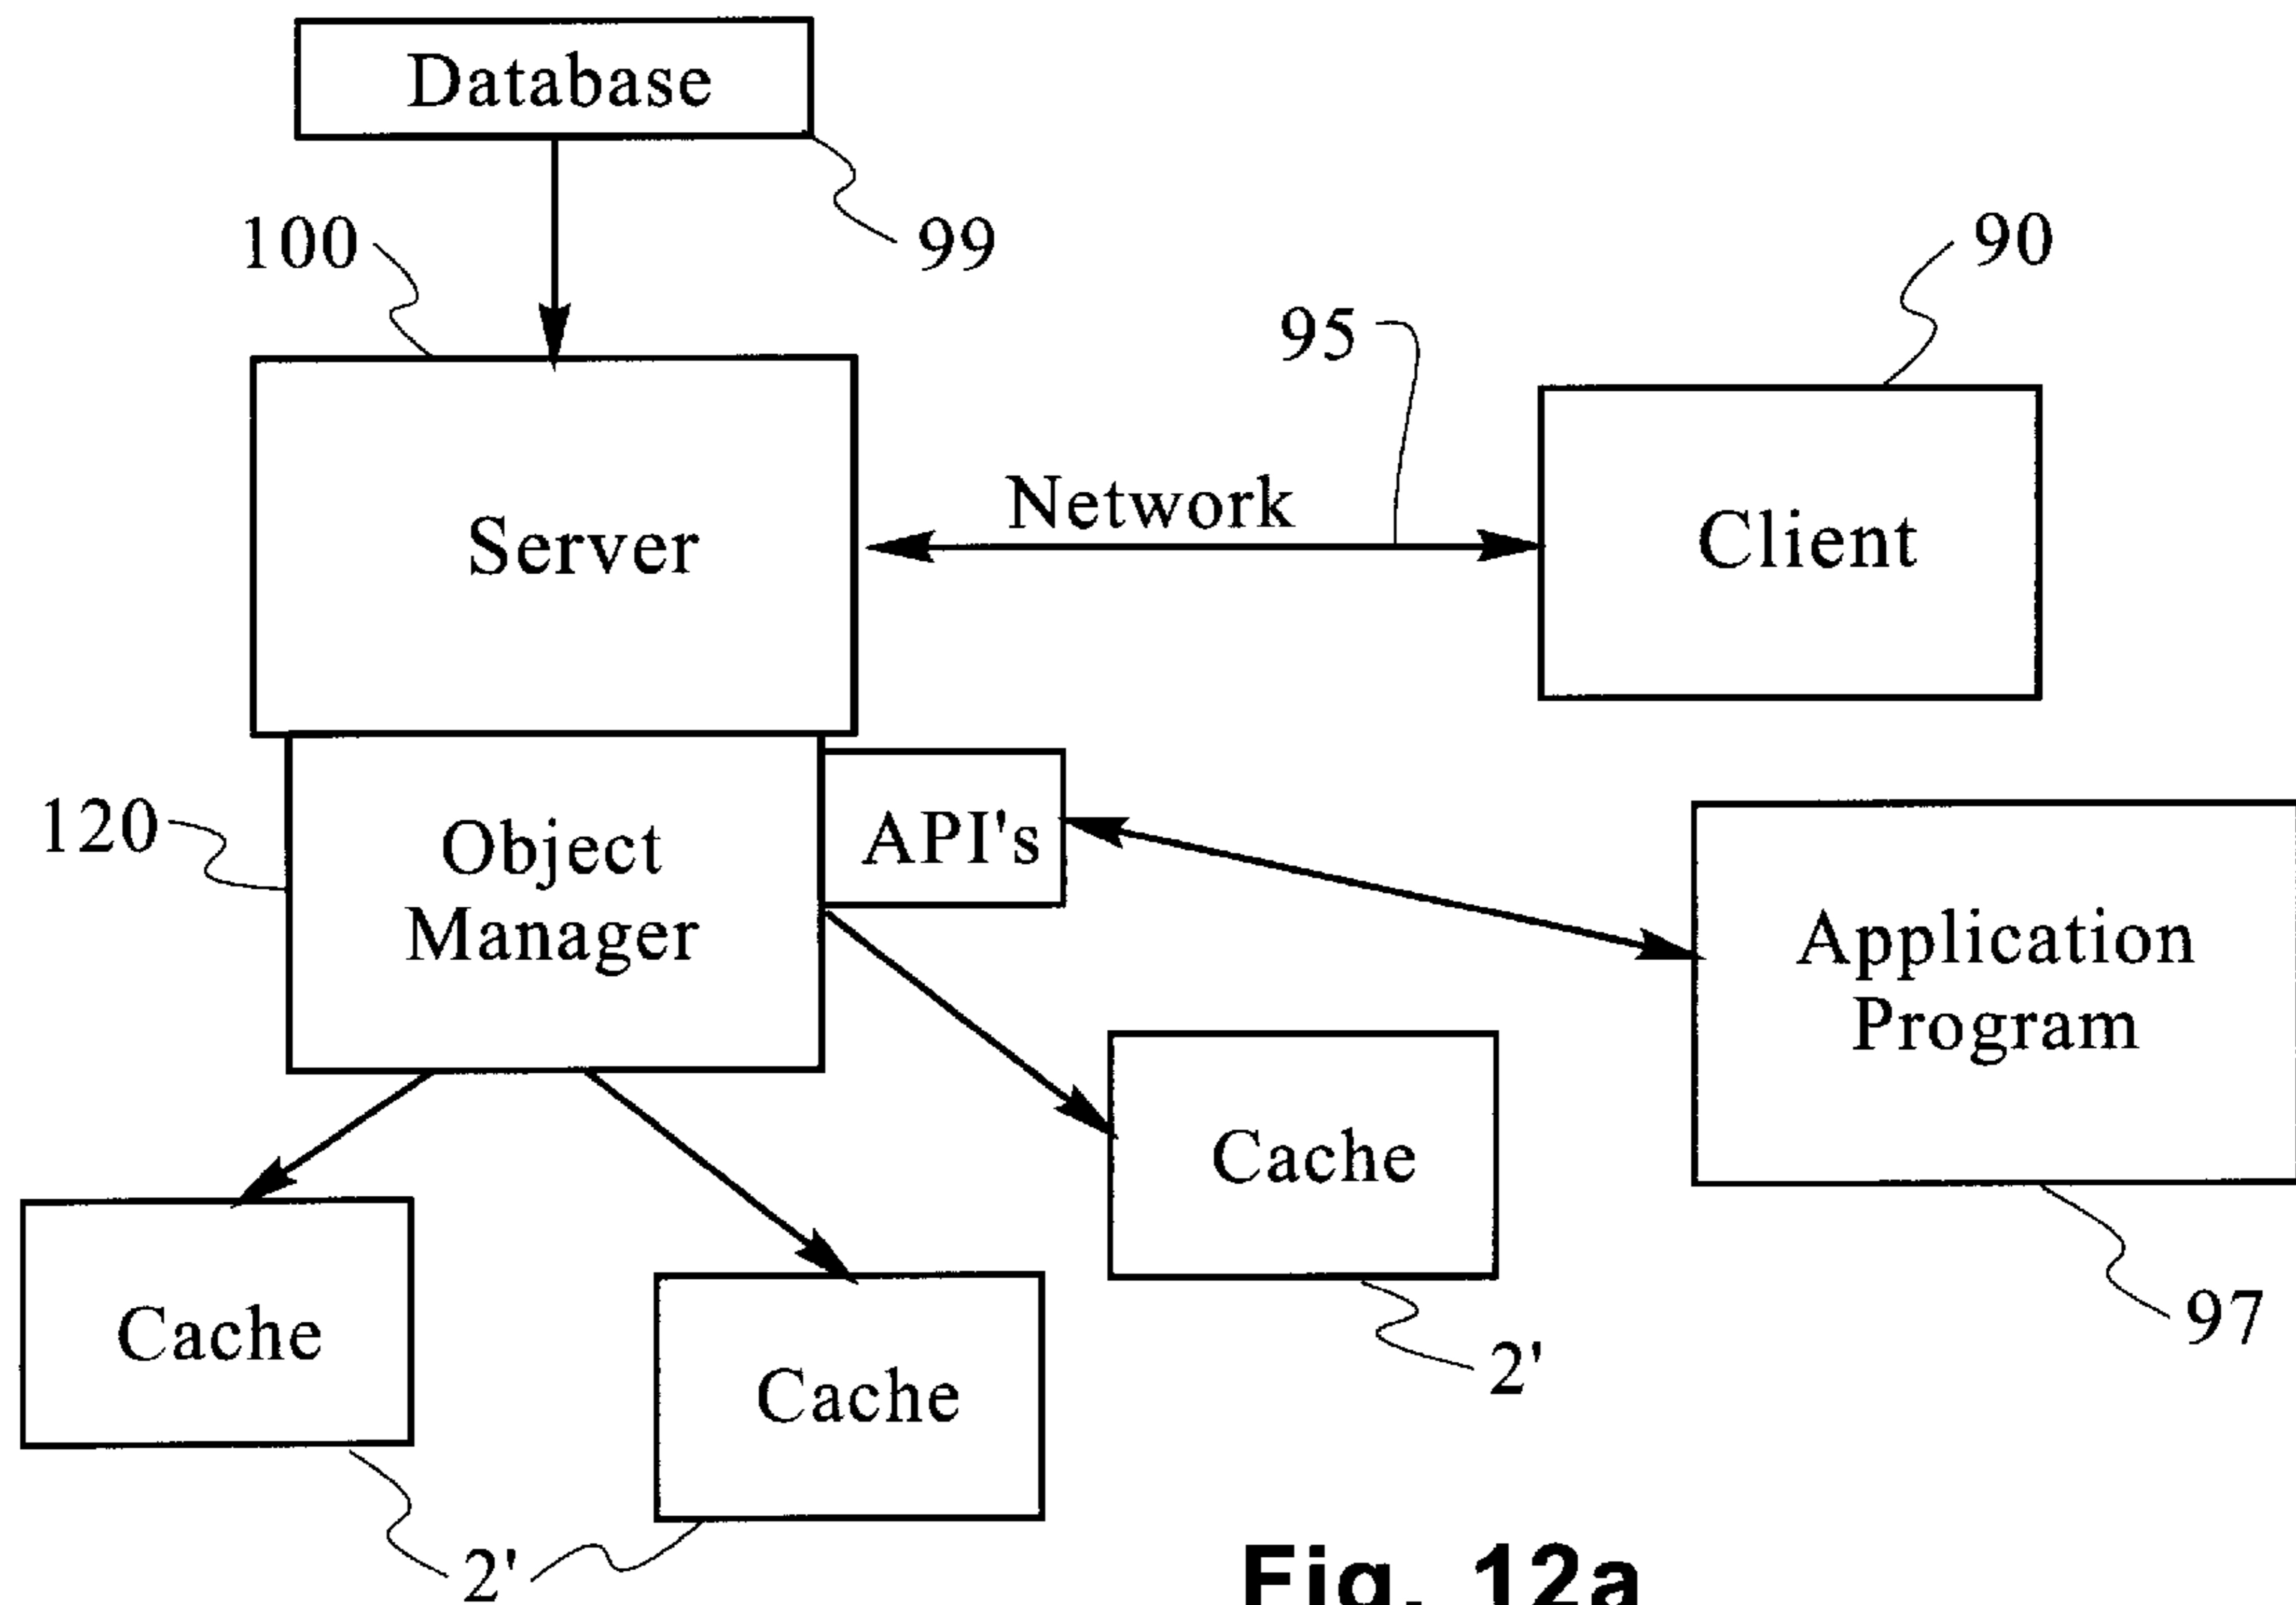 Database
99
100
90
95
Network
Server
Client
120
Object
Manager
API's
Application
Program
Cache
Cache
Cache
2'
97
2'
Fig. 12a